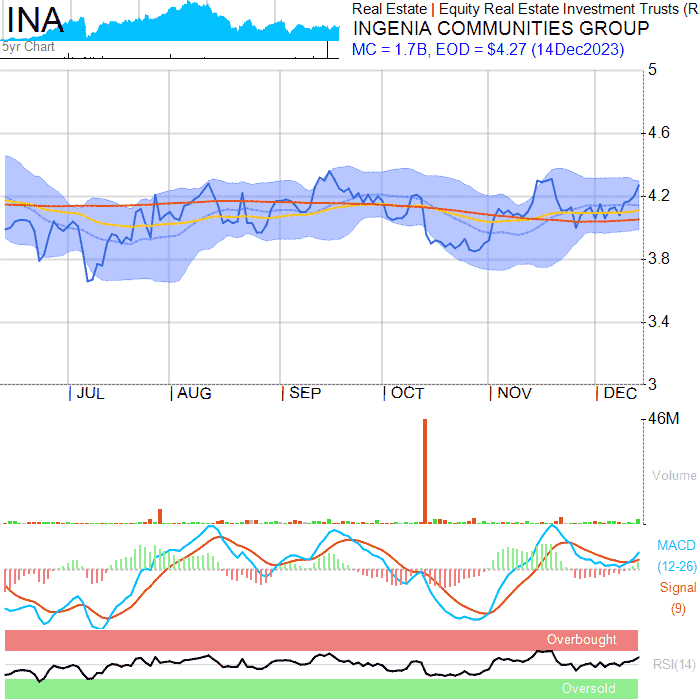 INA
5yr Chart
Real Estate | Equity Real Estate Investment Trusts (R
INGENIA COMMUNITIES GROUP
MC = 1.7B, EOD = $4.27 (14Dec2023)
5
4.6
4.2
3.8
3.4
3
JUL AUG SEP OCT NOV DEC
46M
Volume
MACD
(12-26)
Signal
(9)
Overbought
RSI(14)
Oversold